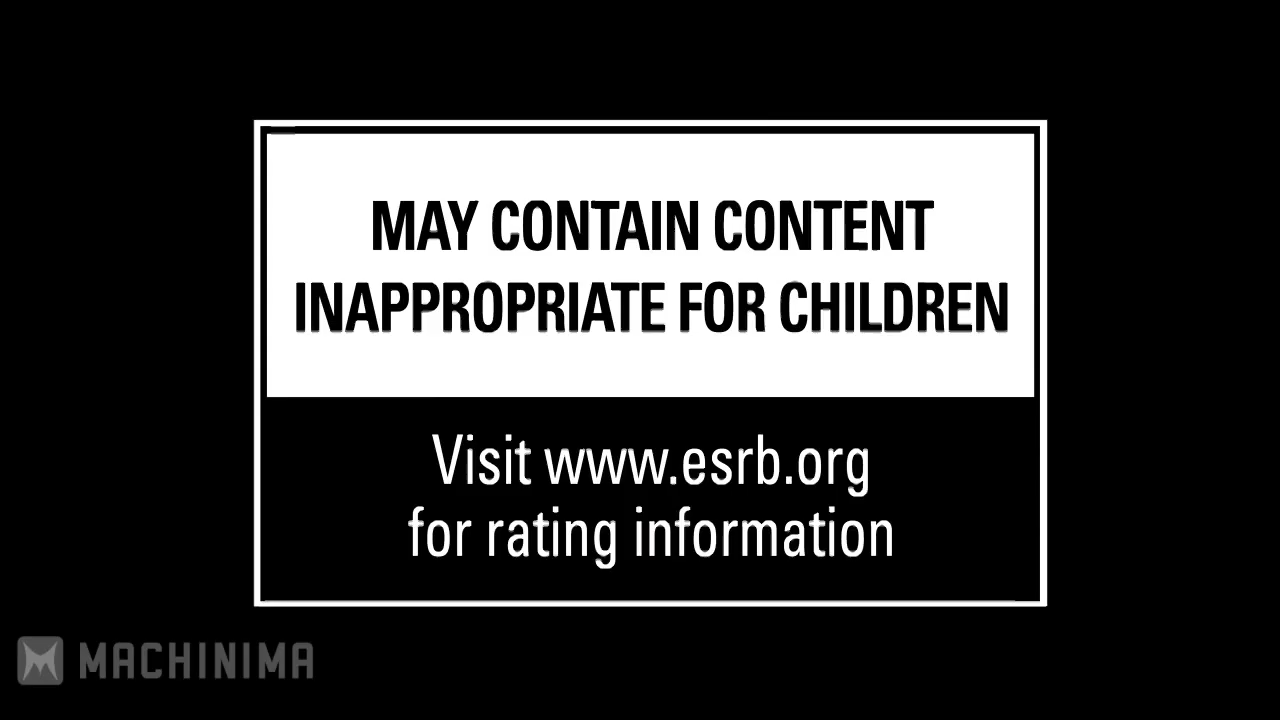 MAY CONTAIN CONTENT
INAPPROPRIATE FOR CHILDREN
Visit www.esrb.org
for rating information
MACHINIMA